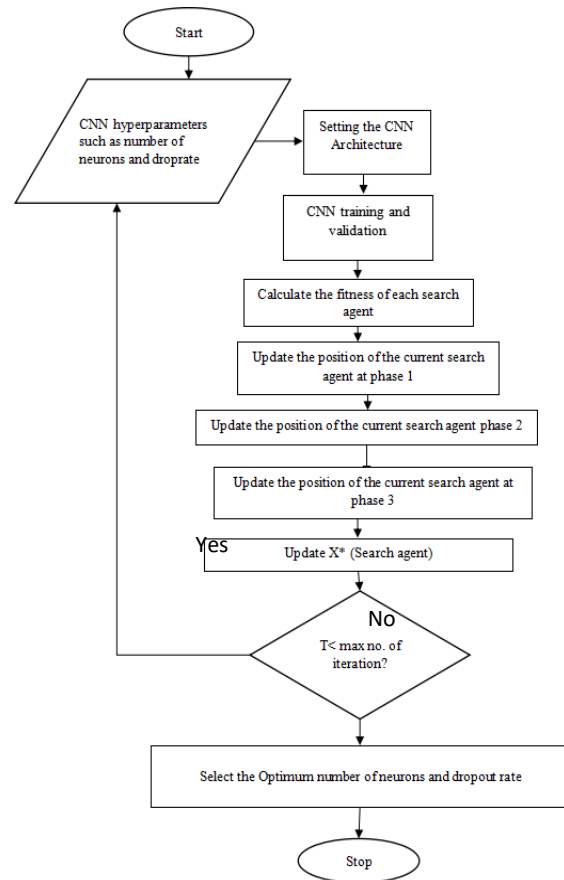 Start
CNN hyperparameters
such as number of
neurons and droprate
Setting the CNN
Architecture
CNN training and
validation
Calculate the fitness of each search
agent
Update the position of the current search
agent at phase 1
Update the position of the current search agent phase 2
Update the position of the current search agent at
phase 3
Yes
Update X* (Search agent)
No
T< max no. of
iteration?
Select the Optimum number of neurons and dropout rate
Stop